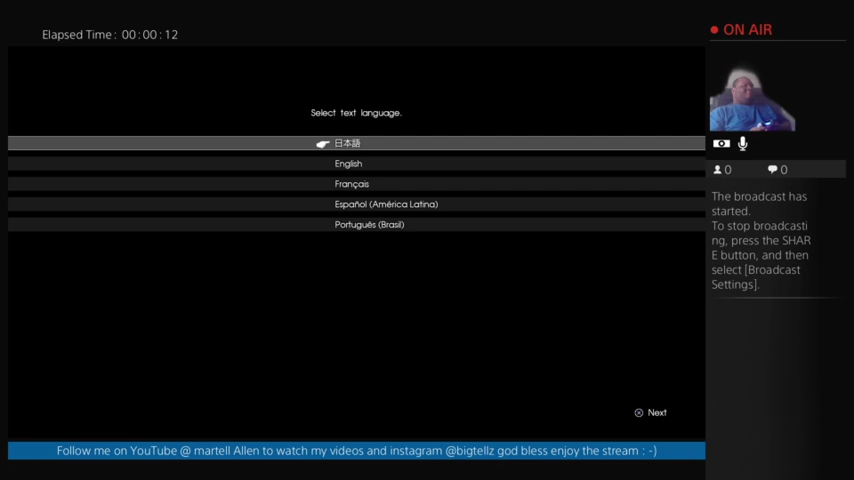 Elapsed Time: 00:00:12
ON AIR
Select text language.
日本語
English
Français
Español (América Latina)
Português (Brasil)
Next
0
0
The broadcast has
started.
To stop broadcasti
ng, press the SHAR
E button, and then
select [Broadcast
Settings].
Follow me on YouTube @ martell Allen to watch my videos and instagram @bigtellz god bless enjoy the stream : -)